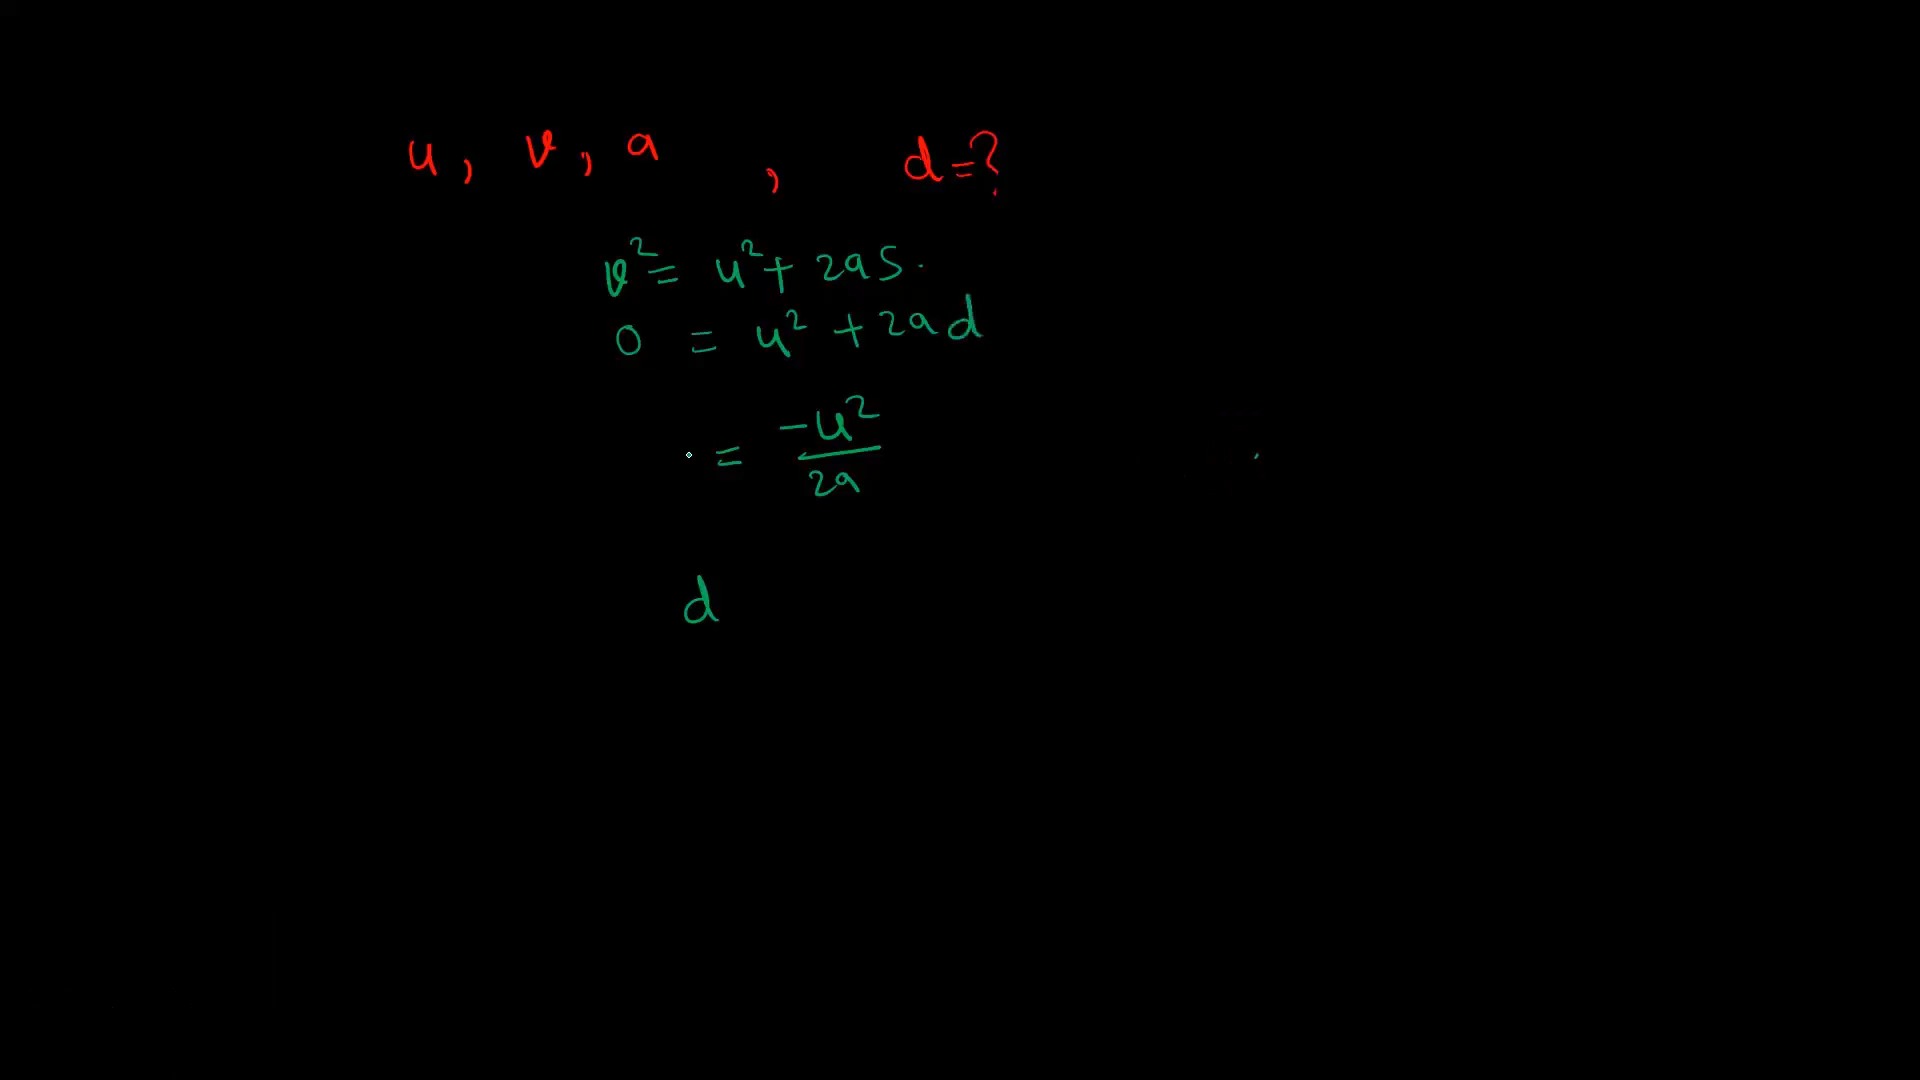 u, v, a , d=?
v² = u² + 2as.
0 = u² + 2ad
= -u²/2a
d